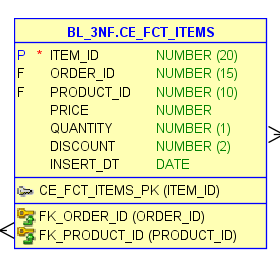 BL_3NF.CE_FCT_ITEMS
P * ITEM_ID NUMBER (20)
F ORDER_ID NUMBER (15)
F PRODUCT_ID NUMBER (10)
PRICE NUMBER
QUANTITY NUMBER (1)
DISCOUNT NUMBER (2)
INSERT_DT DATE
CE_FCT_ITEMS_PK (ITEM_ID)
FK_ORDER_ID (ORDER_ID)
FK_PRODUCT_ID (PRODUCT_ID)